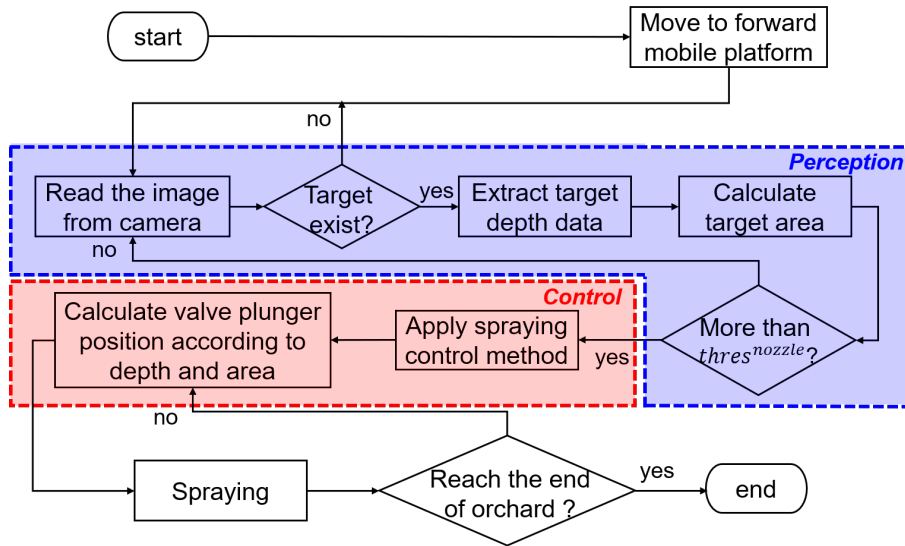 start
Move to forward
mobile platform
no
Perception
Read the image
from camera
Target
exist?
yes
Extract target
depth data
Calculate
target area
no
Control
Calculate valve plunger
position according to
depth and area
Apply spraying
control method
yes
More than
thres^nozzle?
no
Spraying
Reach the end
of orchard ?
yes
end